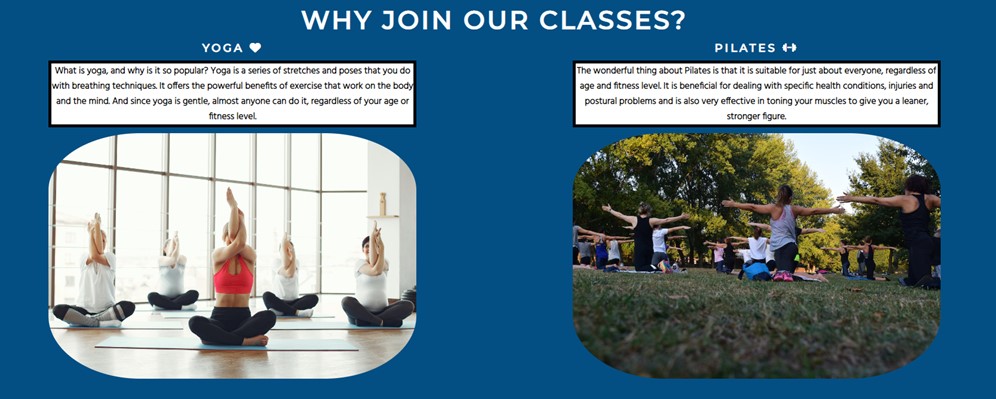 WHY JOIN OUR CLASSES?
YOGA
What is yoga, and why is it so popular? Yoga is a series of stretches and poses that you do
with breathing techniques. It offers the powerful benefits of exercise that work on the body
and the mind. And since yoga is gentle, almost anyone can do it, regardless of your age or
fitness level.
PILATES
The wonderful thing about Pilates is that it is suitable for just about everyone, regardless of
age and fitness level. It is beneficial for dealing with specific health conditions, injuries and
postural problems and is also very effective in toning your muscles to give you a leaner,
stronger figure.